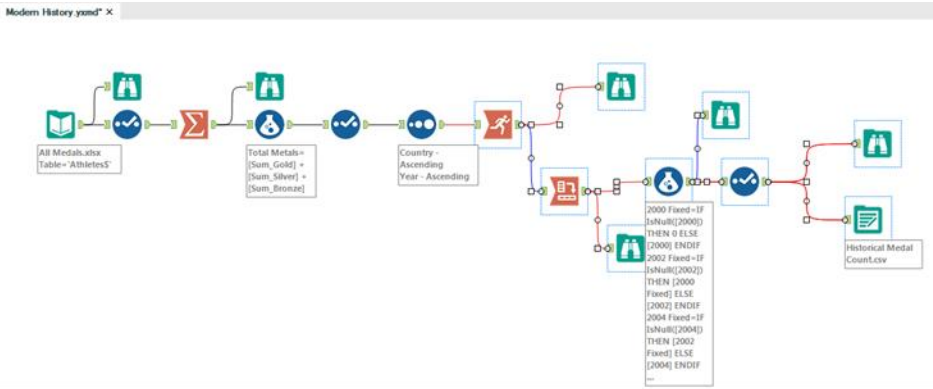 Modern History.yxmd* X
All Medals.xlsx
Table='Athletes$'
Total Metals=
[Sum_Gold] +
[Sum_Silver] +
[Sum_Bronze]
Country -
Ascending
Year - Ascending
2000 Fixed=IF
IsNull([2000])
THEN 0 ELSE
[2000] ENDIF
2002 Fixed=IF
IsNull([2002])
THEN [2000
Fixed] ELSE
[2002] ENDIF
2004 Fixed=IF
IsNull([2004])
THEN [2002
Fixed] ELSE
[2004] ENDIF
...
Historical Medal
Count.csv